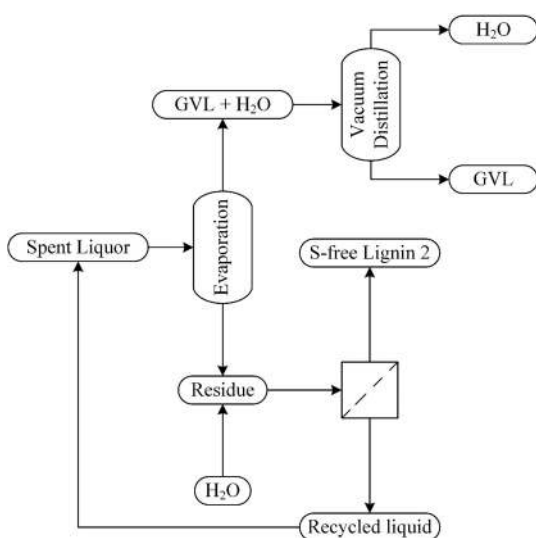 H₂O
GVL + H₂O
Vacuum
Distillation
GVL
Evaporation
Spent Liquor
S-free Lignin 2
Residue
H₂O
Recycled liquid